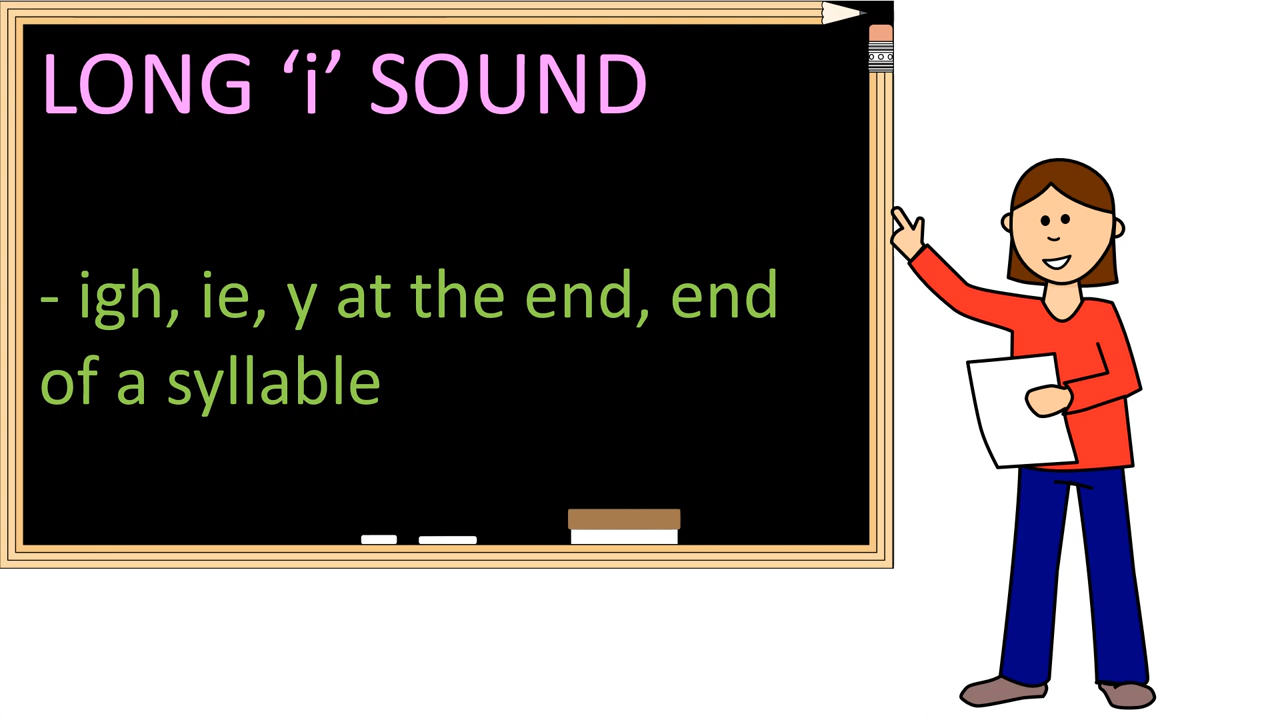 LONG ‘i’ SOUND
- igh, ie, y at the end, end
of a syllable